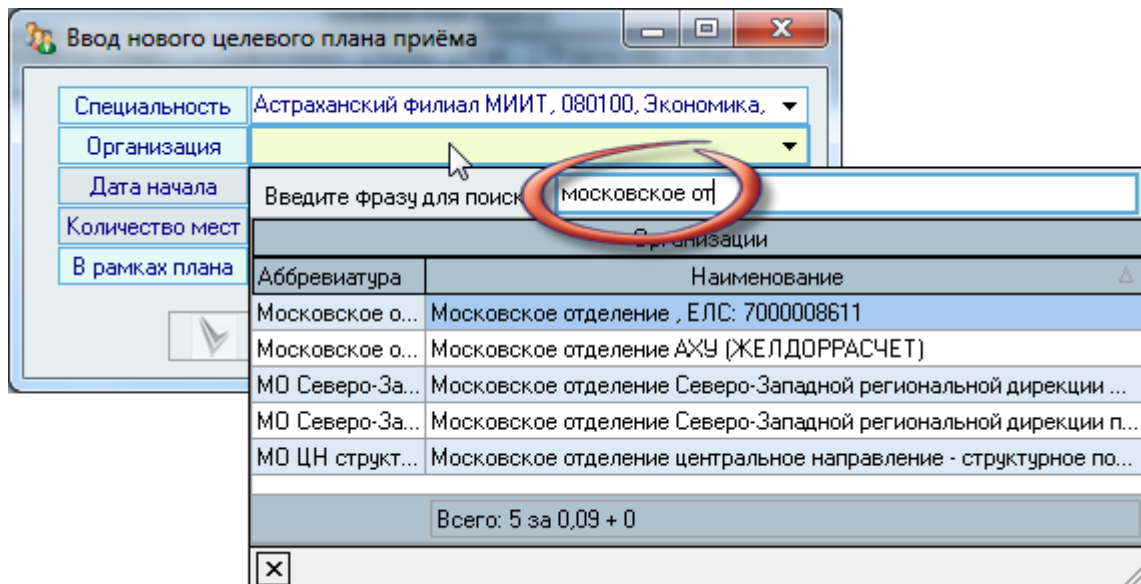 Ввод нового целевого плана приёма
Специальность Астраханский филиал МИИТ, 080100, Экономика,
Организация
Дата начала
Введите фразу для поиск московское от
Количество мест
Организации
В рамках плана
Аббревиатура Наименование
Московское о... Московское отделение , ЕЛС: 7000008611
Московское о... Московское отделение АХУ (ЖЕЛДОРРАСЧЕТ)
МО Северо-За... Московское отделение Северо-Западной региональной дирекции ...
МО Северо-За... Московское отделение Северо-Западной региональной дирекции п...
МО ЦН структ... Московское отделение центральное направление - структурное по...
Всего: 5 за 0,09 + 0